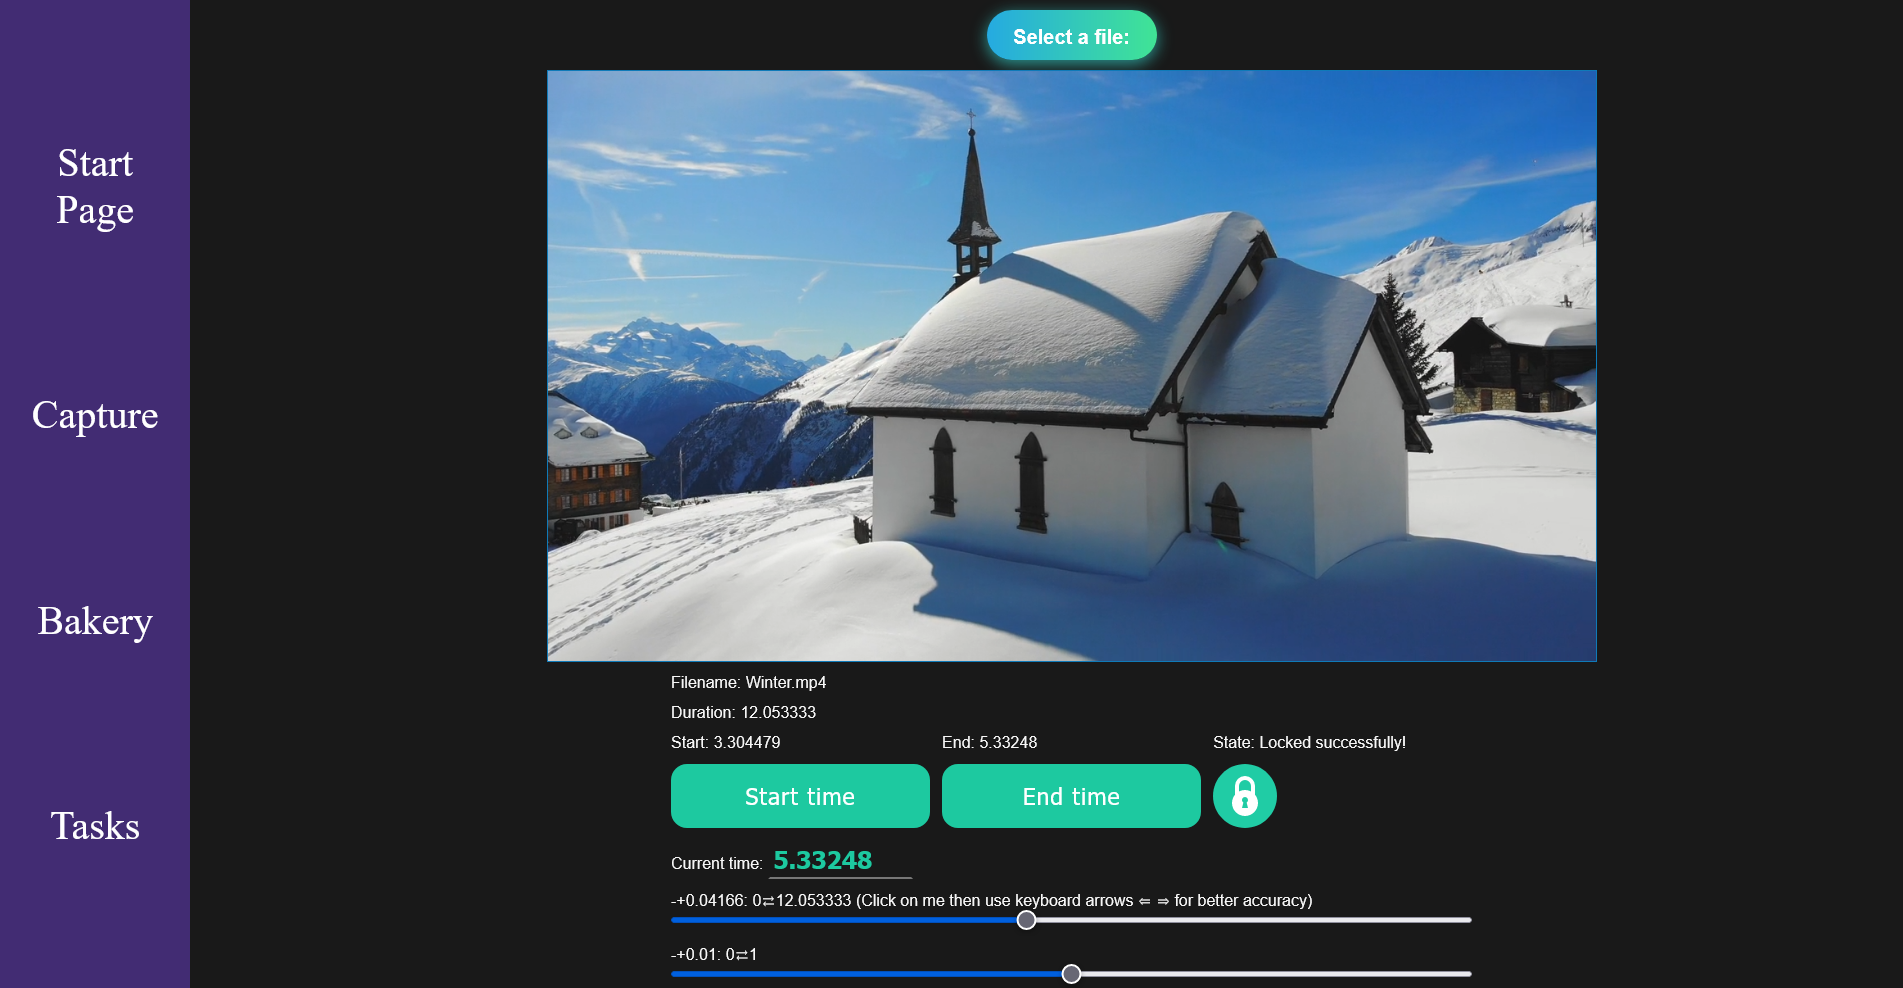 Start
Page
Capture
Bakery
Tasks
Select a file:
Filename: Winter.mp4
Duration: 12.053333
Start: 3.304479
End: 5.33248
State: Locked successfully!
Start time
End time
Current time: 5.33248
-+0.04166: 0⇄12.053333 (Click on me then use keyboard arrows ⇐ ⇒ for better accuracy)
-+0.01: 0⇄1